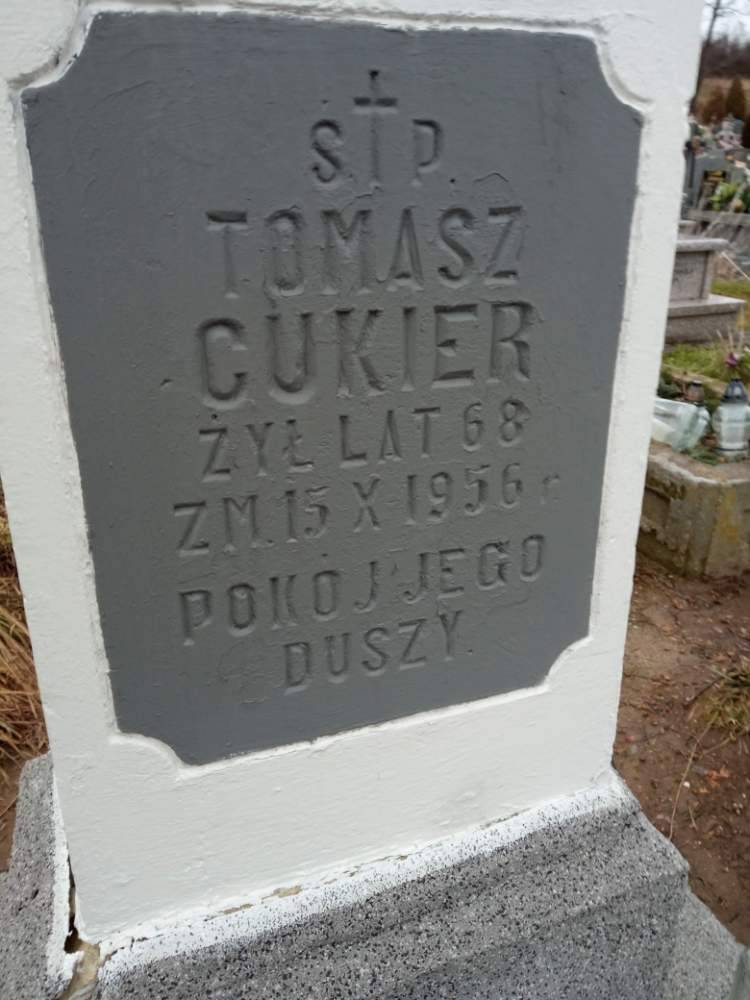 Ś † P.
TOMASZ
CUKIER
ŻYŁ LAT 68
ZM. 15 X 1956 r.
POKÓJ JEGO
DUSZY.